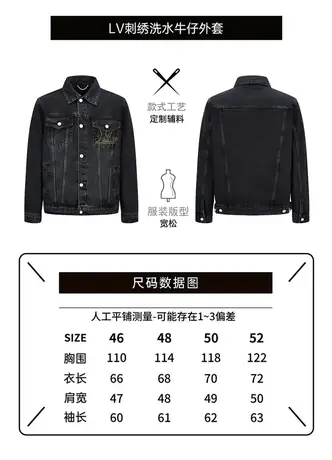 LV刺绣洗水牛仔外套
款式工艺
定制辅料
服装版型
宽松
尺码数据图
人工平铺测量-可能存在1~3偏差
SIZE 46 48 50 52
胸围 110 114 118 122
衣长 66 68 70 72
肩宽 47 48 49 50
袖长 60 61 62 63